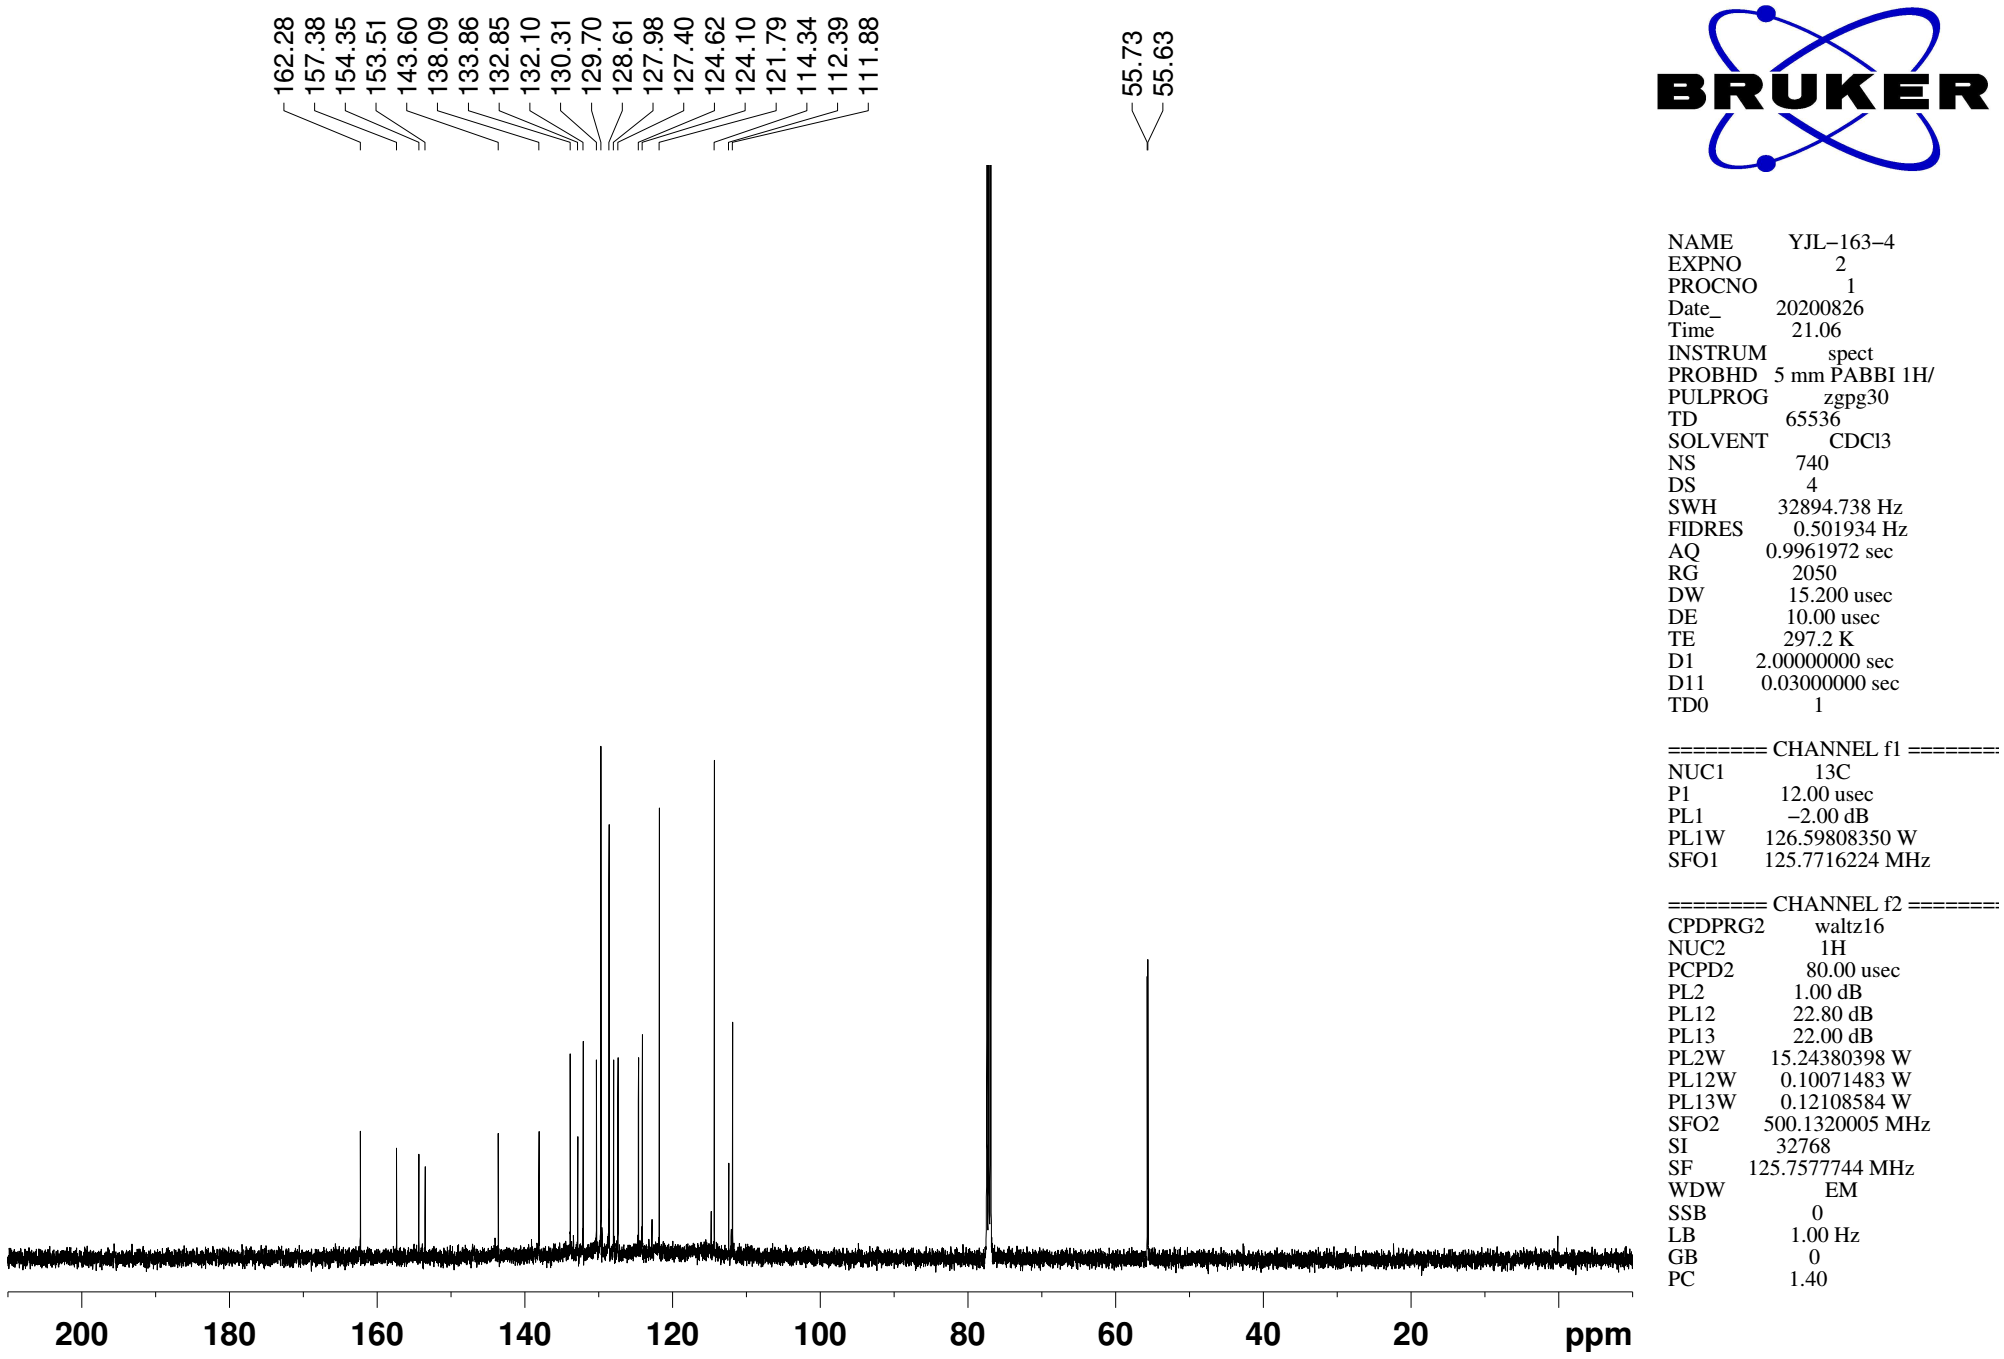 162.28
157.38
154.35
153.51
143.60
138.09
133.86
132.85
132.10
130.31
129.70
128.61
127.98
127.40
124.62
124.10
121.79
114.34
112.39
111.88
55.73
55.63
BRUKER
NAME YJL−163−4
EXPNO 2
PROCNO 1
Date_ 20200826
Time 21.06
INSTRUM spect
PROBHD 5 mm PABBI 1H/
PULPROG zgpg30
TD 65536
SOLVENT CDCl3
NS 740
DS 4
SWH 32894.738 Hz
FIDRES 0.501934 Hz
AQ 0.9961972 sec
RG 2050
DW 15.200 usec
DE 10.00 usec
TE 297.2 K
D1 2.00000000 sec
D11 0.03000000 sec
TD0 1
======== CHANNEL f1 ========
NUC1 13C
P1 12.00 usec
PL1 −2.00 dB
PL1W 126.59808350 W
SFO1 125.7716224 MHz
======== CHANNEL f2 ========
CPDPRG2 waltz16
NUC2 1H
PCPD2 80.00 usec
PL2 1.00 dB
PL12 22.80 dB
PL13 22.00 dB
PL2W 15.24380398 W
PL12W 0.10071483 W
PL13W 0.12108584 W
SFO2 500.1320005 MHz
SI 32768
SF 125.7577744 MHz
WDW EM
SSB 0
LB 1.00 Hz
GB 0
PC 1.40
200 180 160 140 120 100 80 60 40 20 ppm